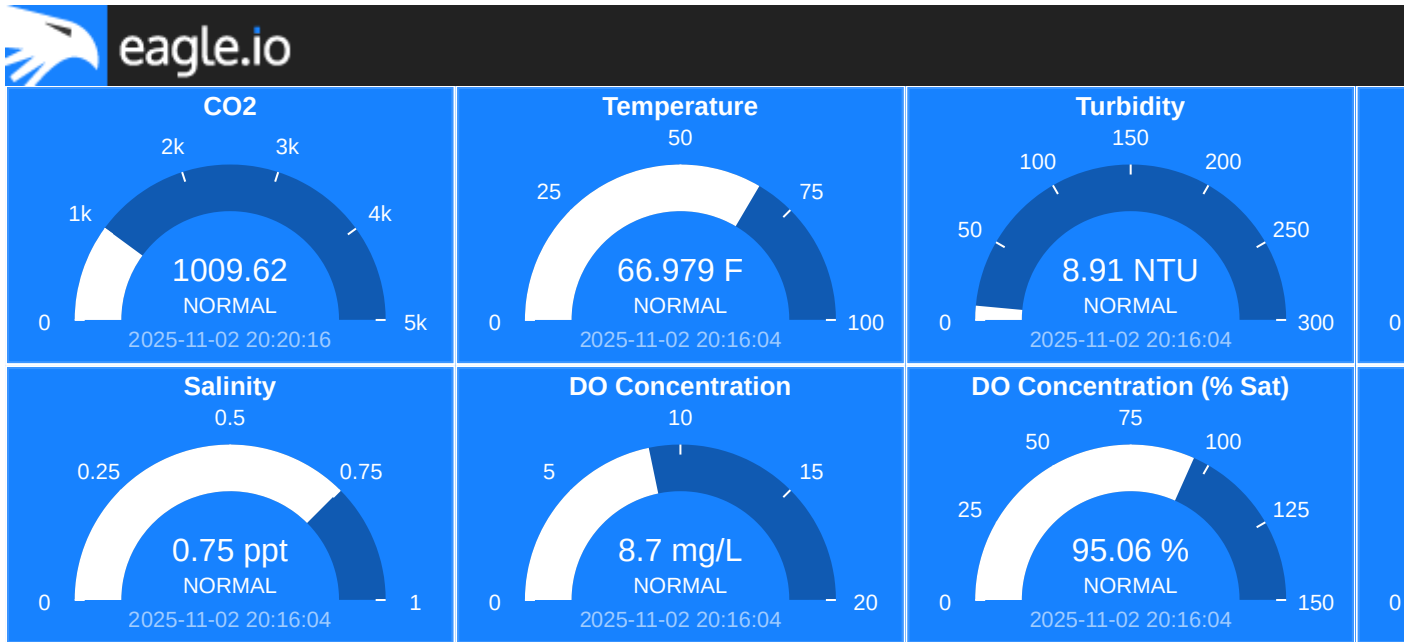 eagle.io
CO2
2k
3k
1k
4k
1009.62
NORMAL
0
5k
2025-11-02 20:20:16
Temperature
50
25
75
66.979 F
NORMAL
0
100
2025-11-02 20:16:04
Turbidity
150
100
200
50
250
8.91 NTU
NORMAL
0
300
2025-11-02 20:16:04
0
Salinity
0.5
0.25
0.75
0.75 ppt
NORMAL
0
1
2025-11-02 20:16:04
DO Concentration
10
5
15
8.7 mg/L
NORMAL
0
20
2025-11-02 20:16:04
DO Concentration (% Sat)
75
50
100
25
125
95.06 %
NORMAL
0
150
2025-11-02 20:16:04
0